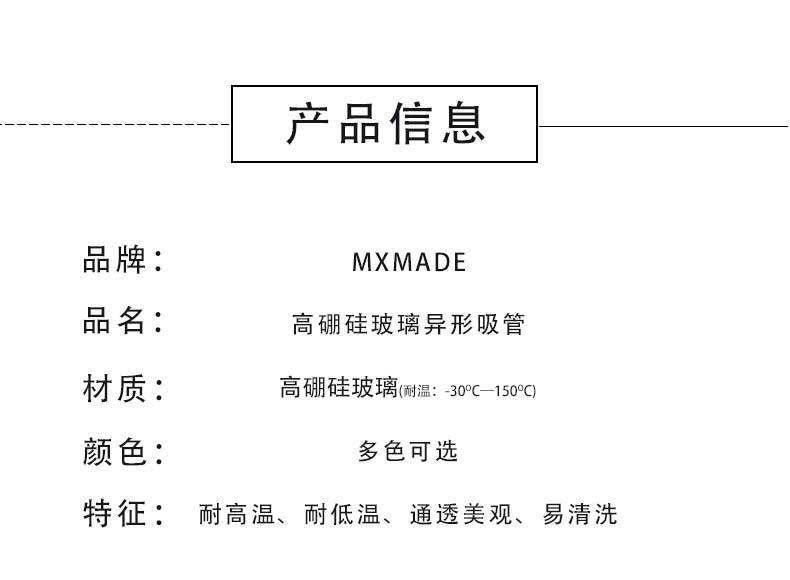 产品信息
品牌： MXMADE
品名： 高硼硅玻璃异形吸管
材质： 高硼硅玻璃(耐温：-30⁰C—150⁰C)
颜色： 多色可选
特征： 耐高温、耐低温、通透美观、易清洗